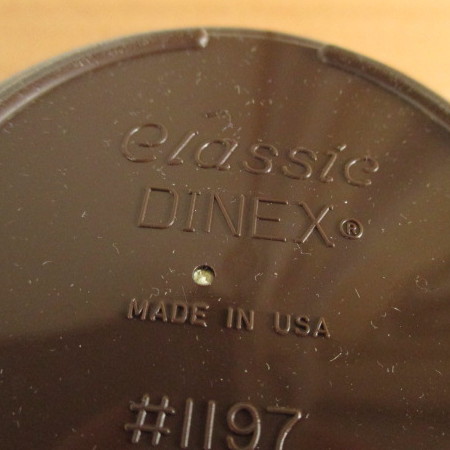 classic
DINEX®
MADE IN USA
#1197